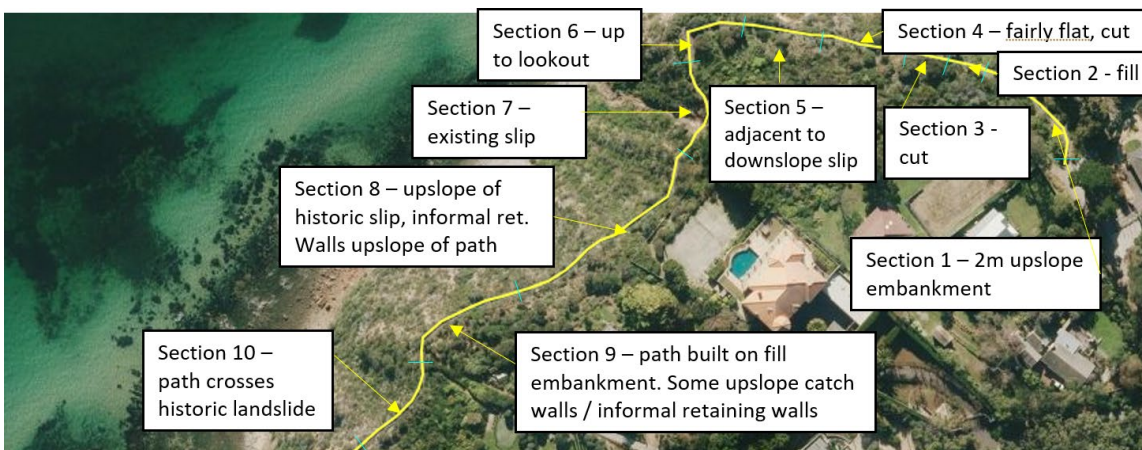 Section 6 – up
to lookout
Section 4 – fairly flat, cut
Section 2 - fill
Section 7 –
existing slip
Section 5 –
adjacent to
downslope slip
Section 3 -
cut
Section 8 – upslope of
historic slip, informal ret.
Walls upslope of path
Section 1 – 2m upslope
embankment
Section 10 –
path crosses
historic landslide
Section 9 – path built on fill
embankment. Some upslope catch
walls / informal retaining walls